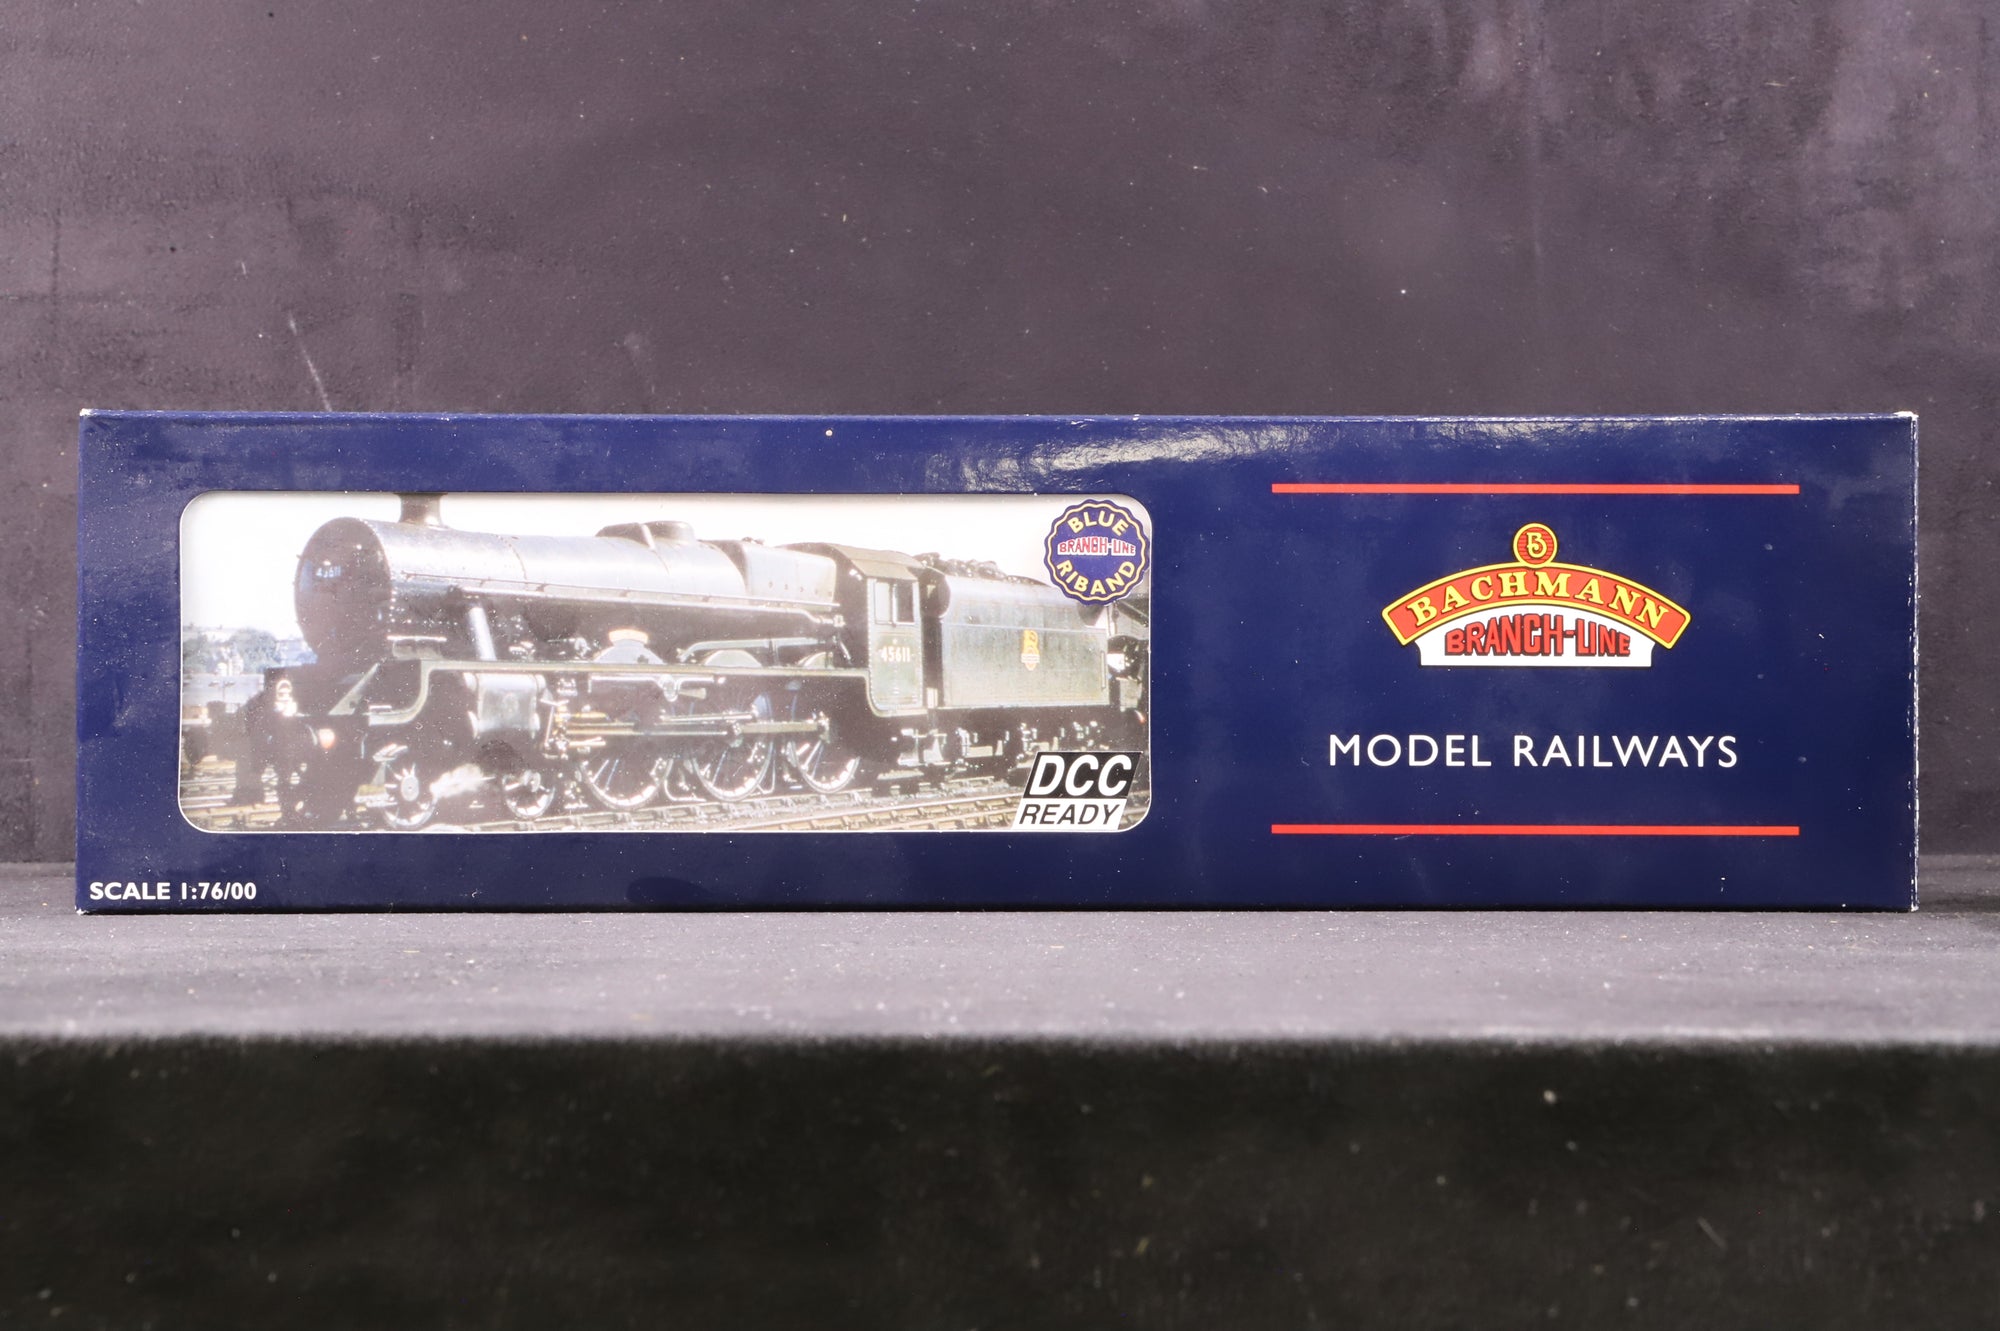 45611
45611
BLUE
BRANCH-LINE
RIBAND
DCC
READY
SCALE 1:76/00
B
BACHMANN
BRANCH-LINE
MODEL RAILWAYS